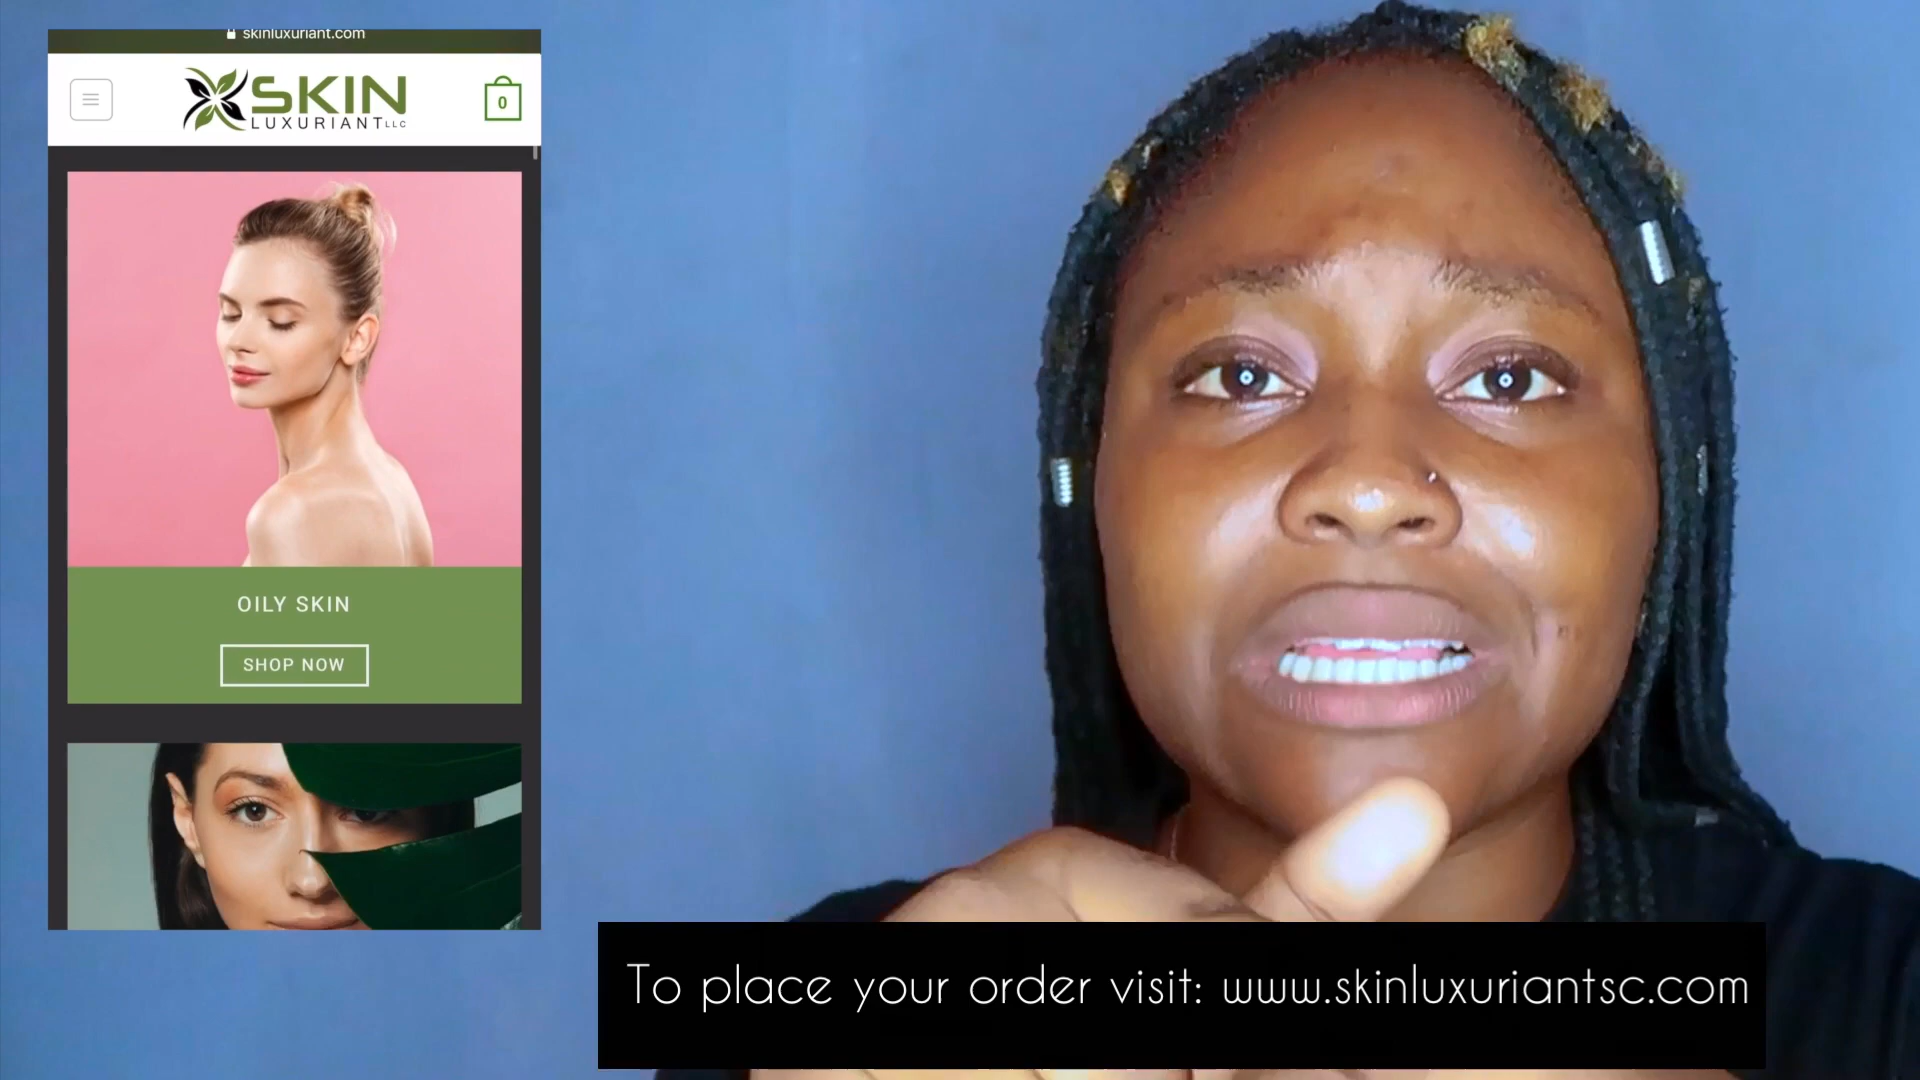 skinluxuriant.com
SKIN
LUXURIANT LLC
0
OILY SKIN
SHOP NOW
To place your order visit: www.skinluxuriantsc.com